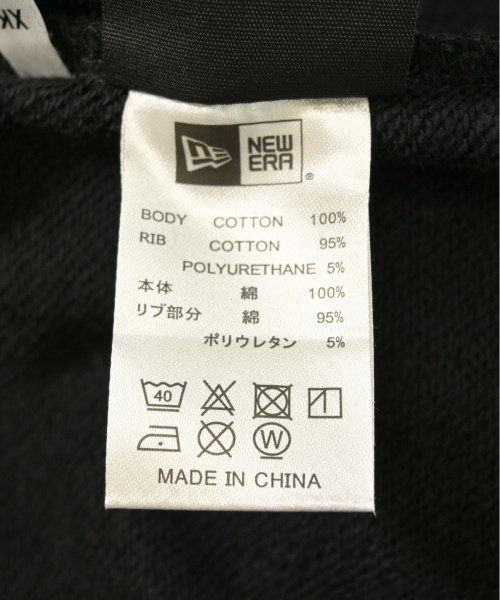 XX
NEW
ERA
®
BODY COTTON 100%
RIB COTTON 95%
POLYURETHANE 5%
本体 綿 100%
リブ部分 綿 95%
ポリウレタン 5%
40
W
MADE IN CHINA